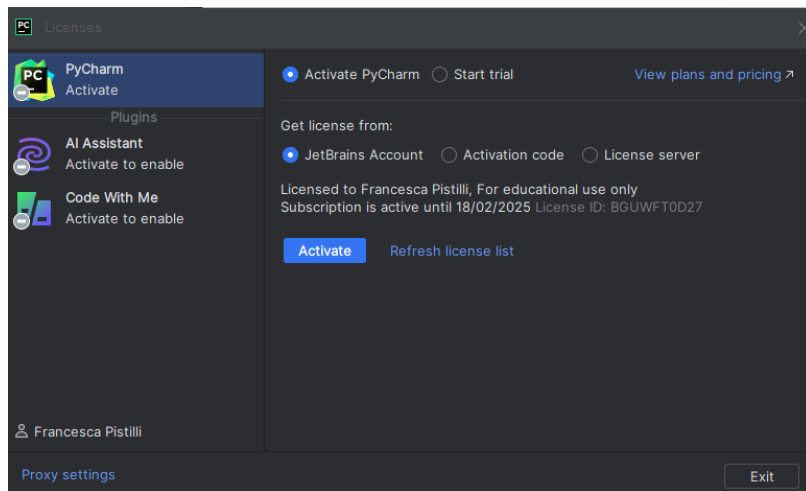 PC Licenses
PC PyCharm
Activate
Plugins
AI Assistant
Activate to enable
Code With Me
Activate to enable
Francesca Pistilli
Proxy settings
Activate PyCharm Start trial View plans and pricing ↗
Get license from:
JetBrains Account Activation code License server
Licensed to Francesca Pistilli, For educational use only
Subscription is active until 18/02/2025 License ID: BGUWFT0D27
Activate Refresh license list
Exit